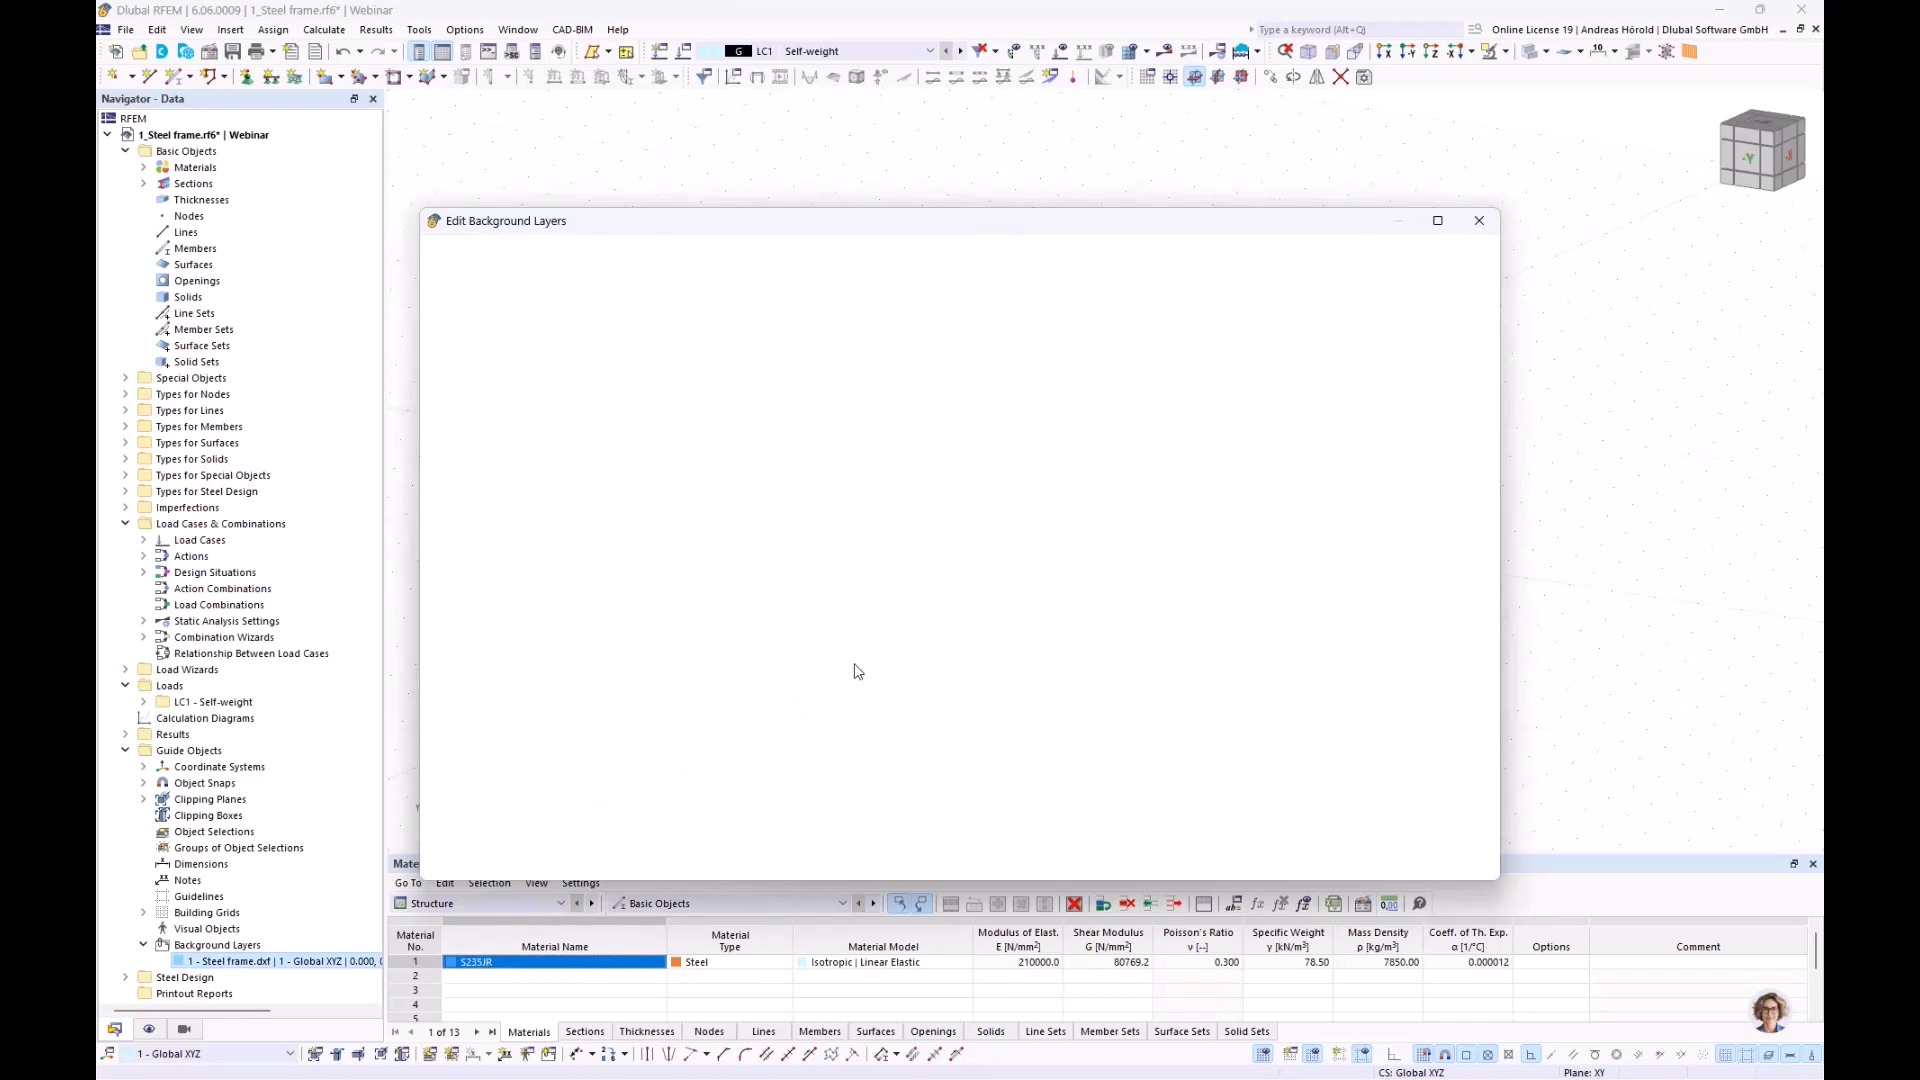 Dlubal RFEM | 6.06.0009 | 1_Steel frame.rf6* | Webinar
File Edit View Insert Assign Calculate Results Tools Options Window CAD-BIM Help
Type a keyword (Alt+Q)
Online License 19 | Andreas Hörold | Dlubal Software GmbH
G LC1 Self-weight
Navigator - Data
RFEM
1_Steel frame.rf6* | Webinar
Basic Objects
Materials
Sections
Thicknesses
Nodes
Lines
Members
Surfaces
Openings
Solids
Line Sets
Member Sets
Surface Sets
Solid Sets
Special Objects
Types for Nodes
Types for Lines
Types for Members
Types for Surfaces
Types for Solids
Types for Special Objects
Types for Steel Design
Imperfections
Load Cases & Combinations
Load Cases
Actions
Design Situations
Action Combinations
Load Combinations
Static Analysis Settings
Combination Wizards
Relationship Between Load Cases
Load Wizards
Loads
LC1 - Self-weight
Calculation Diagrams
Results
Guide Objects
Coordinate Systems
Object Snaps
Clipping Planes
Clipping Boxes
Object Selections
Groups of Object Selections
Dimensions
Notes
Guidelines
Building Grids
Visual Objects
Background Layers
1 - Steel frame.dxf | 1 - Global XYZ | 0.000, 0
Steel Design
Printout Reports
1 - Global XYZ
Edit Background Layers
-Y
Mate
Go To Edit Selection View Settings
Structure
Basic Objects
Material No. Material Name Material Type Material Model Modulus of Elast. E [N/mm²] Shear Modulus G [N/mm²] Poisson's Ratio ν [--] Specific Weight γ [kN/m³] Mass Density ρ [kg/m³] Coeff. of Th. Exp. α [1/°C] Options Comment
1 S235JR Steel Isotropic | Linear Elastic 210000.0 80769.2 0.300 78.50 7850.00 0.000012
2
3
4
5
1 of 13 Materials Sections Thicknesses Nodes Lines Members Surfaces Openings Solids Line Sets Member Sets Surface Sets Solid Sets
CS: Global XYZ Plane: XY